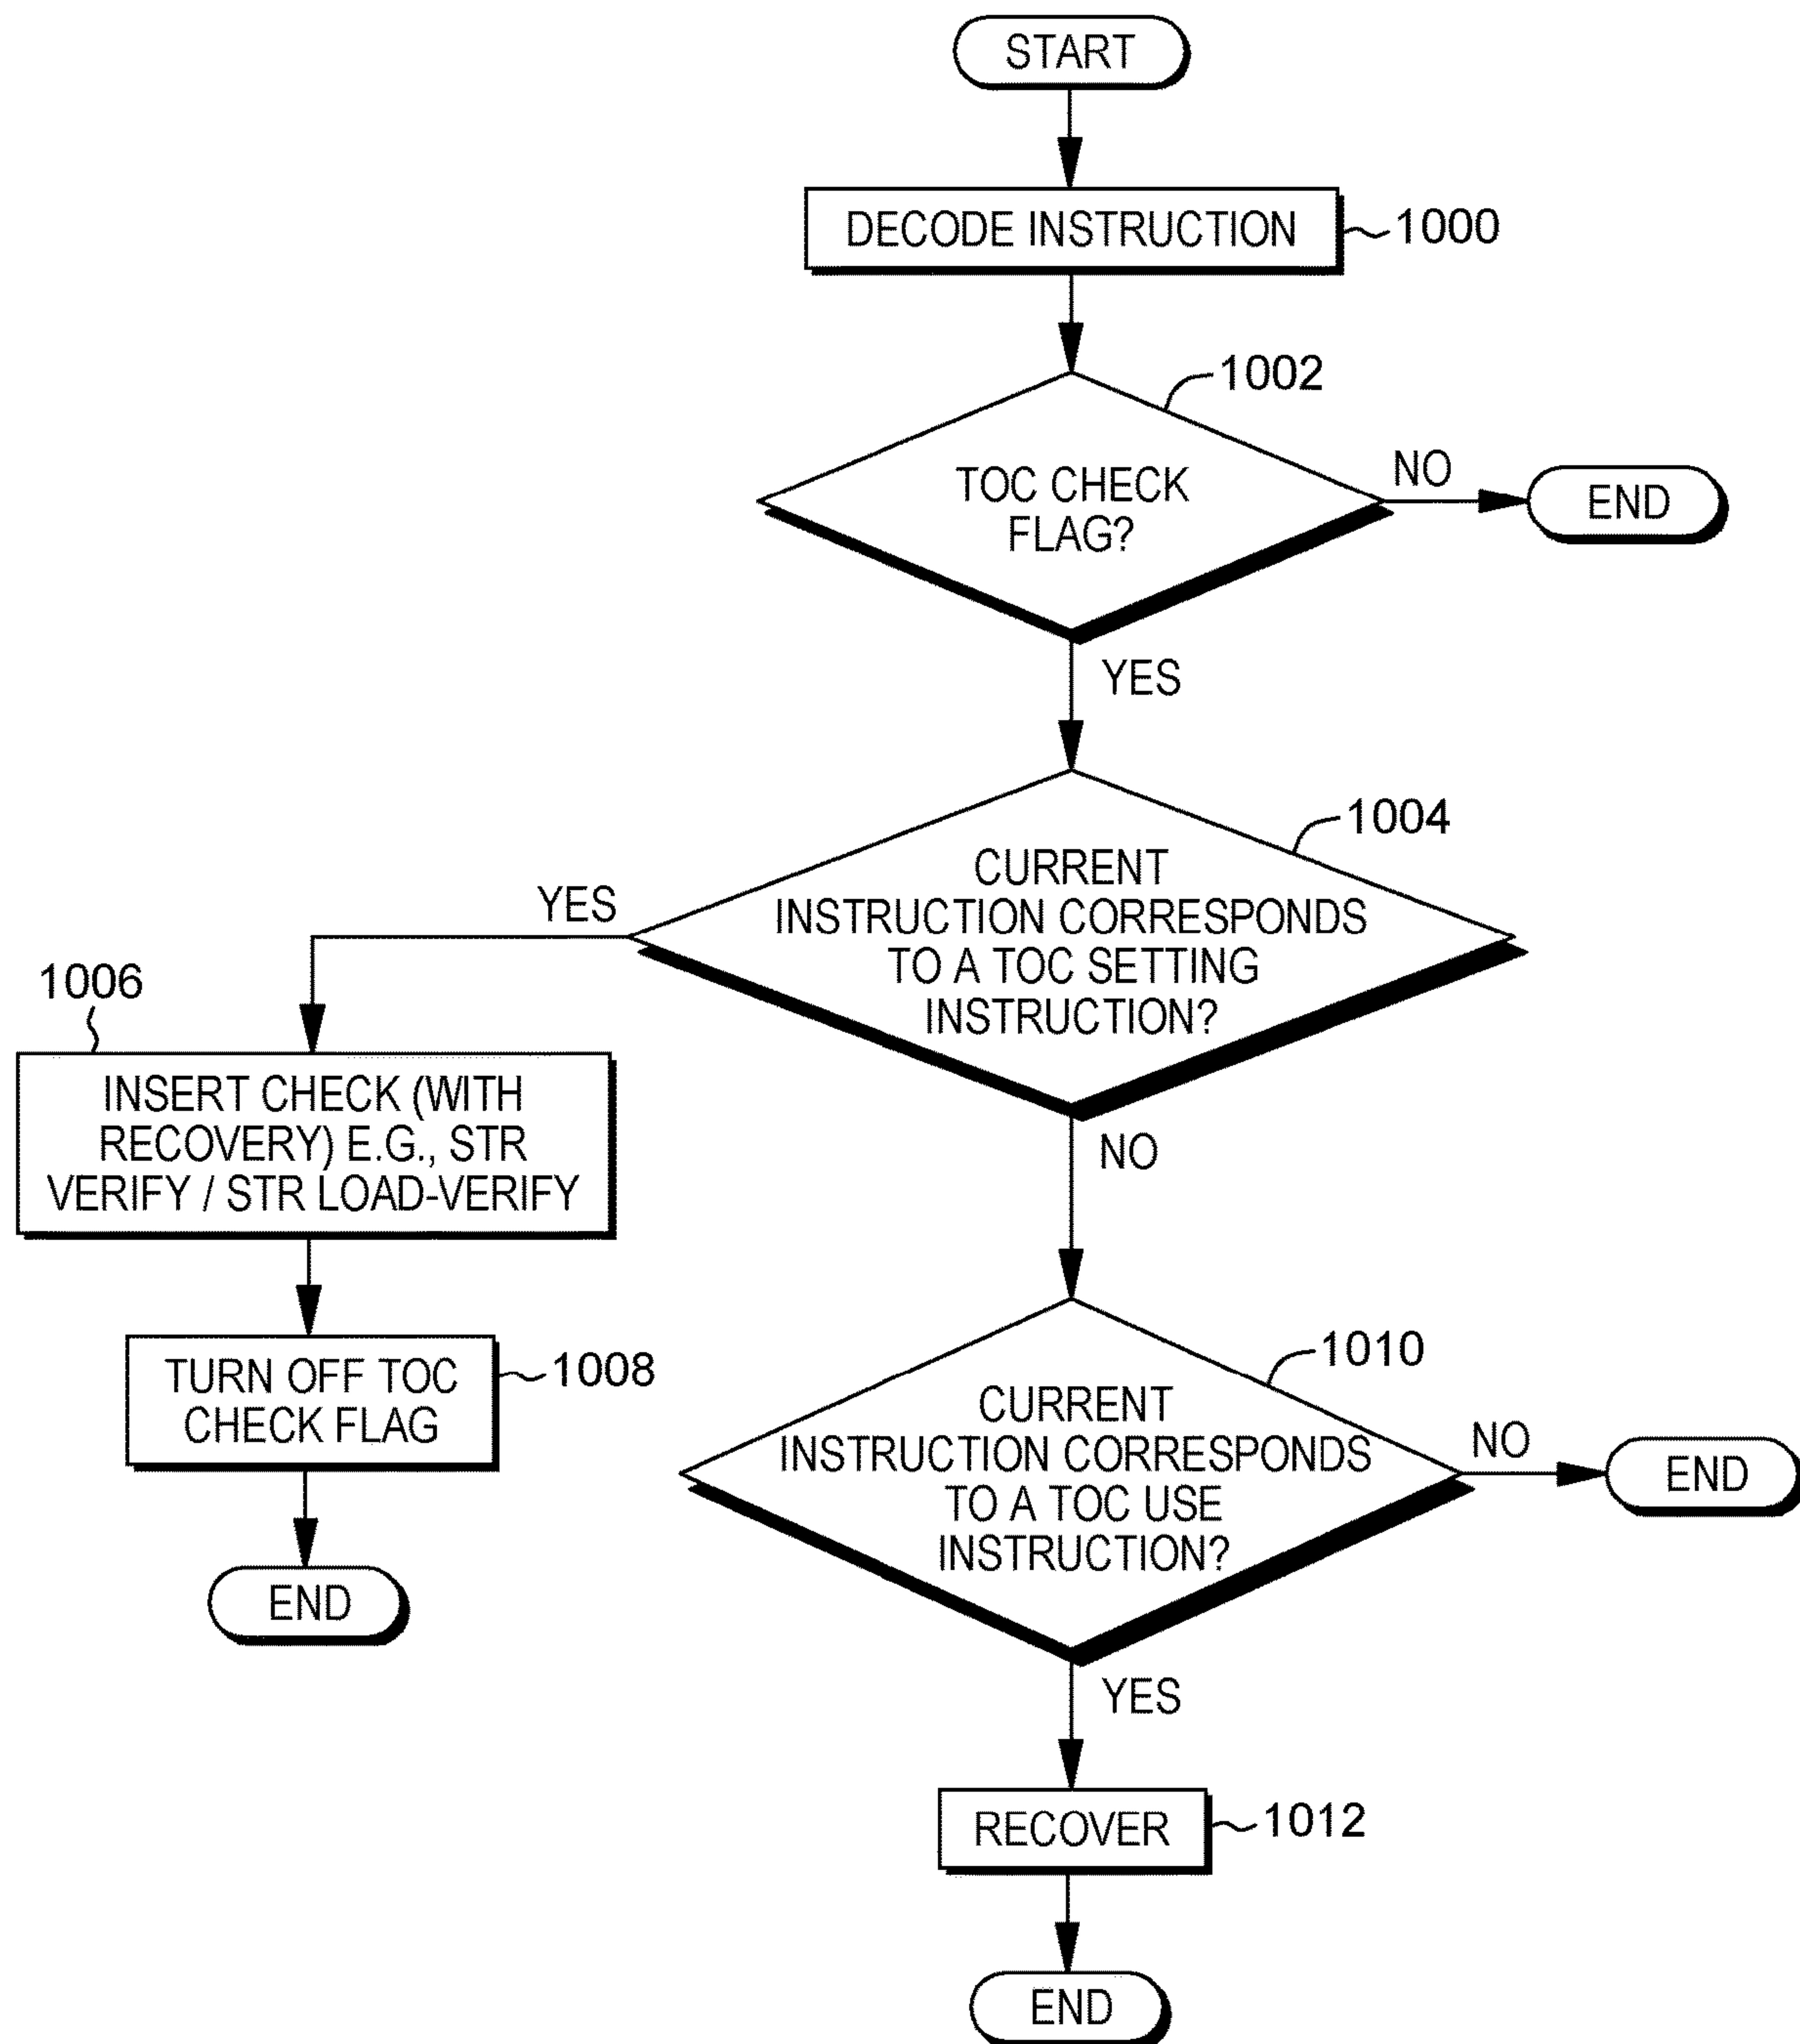 START
DECODE INSTRUCTION
1000
1002
TOC CHECK
FLAG?
NO
END
YES
1004
CURRENT
INSTRUCTION CORRESPONDS
TO A TOC SETTING
INSTRUCTION?
YES
1006
INSERT CHECK (WITH
RECOVERY) E.G., STR
VERIFY / STR LOAD-VERIFY
TURN OFF TOC
CHECK FLAG
1008
END
NO
1010
CURRENT
INSTRUCTION CORRESPONDS
TO A TOC USE
INSTRUCTION?
NO
END
YES
RECOVER
1012
END